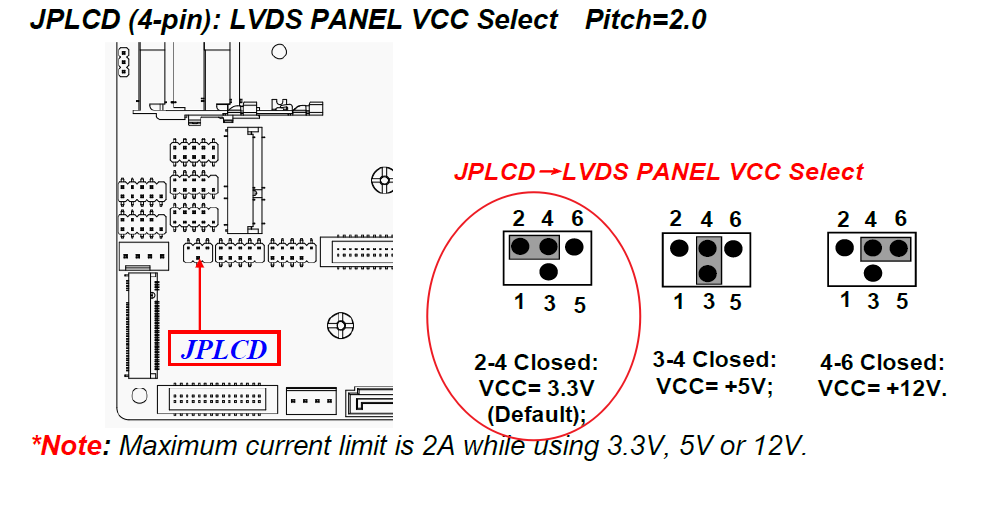 JPLCD (4-pin): LVDS PANEL VCC Select Pitch=2.0
JPLCD→LVDS PANEL VCC Select
2 4 6
1 3 5
2-4 Closed:
VCC= 3.3V
(Default);
2 4 6
1 3 5
3-4 Closed:
VCC= +5V;
2 4 6
1 3 5
4-6 Closed:
VCC= +12V.
JPLCD
*Note: Maximum current limit is 2A while using 3.3V, 5V or 12V.